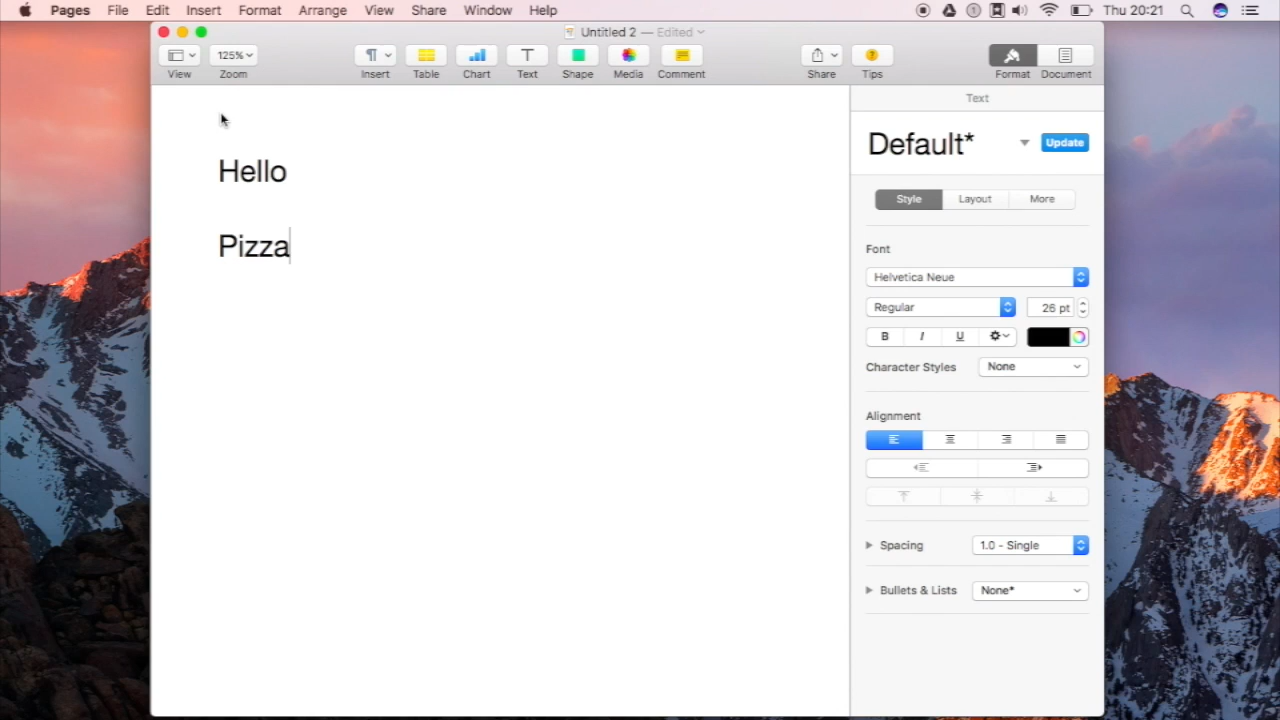 Pages File Edit Insert Format Arrange View Share Window Help Thu 20:21
Untitled 2 — Edited
125%
View Zoom Insert Table Chart Text Shape Media Comment Share Tips Format Document
Text
Hello
Pizza
Default* Update
Style Layout More
Font
Helvetica Neue
Regular 26 pt
B I U
Character Styles None
Alignment
Spacing 1.0 - Single
Bullets & Lists None*